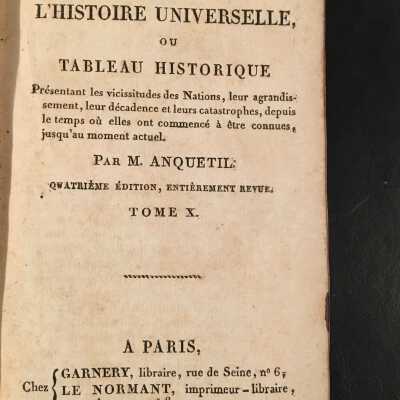 L'HISTOIRE UNIVERSELLE,
OU
TABLEAU HISTORIQUE
Présentant les vicissitudes des Nations, leur agrandis-
sement, leur décadence et leurs catastrophes, depuis
le temps où elles ont commencé à être connues,
jusqu'au moment actuel.
PAR M. ANQUETIL.
QWATRIÈME ÉDITION, ENTIÈREMENT REVUE.
TOME X.
A PARIS,
GARNERY, libraire, rue de Seine, n° 6,
Chez LE NORMANT, imprimeur-libraire,